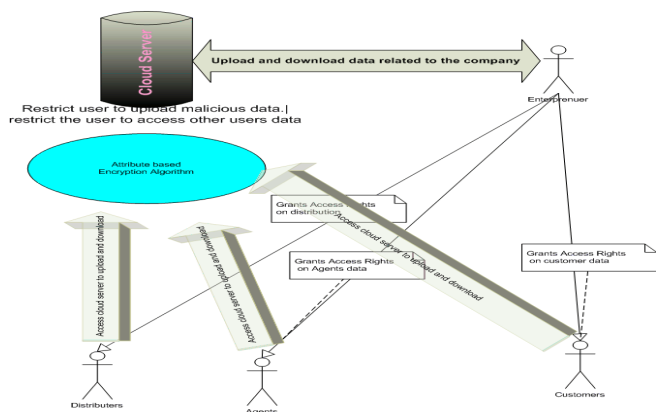 Cloud Server
Upload and download data related to the company
Enterprenuer
Restrict user to upload malicious data.|
restrict the user to access other users data
Attribute based
Encryption Algorithm
Grants Access Rights
on distribution
Access cloud server to upload and download
Grants Access Rights
on customer data
Grants Access Rights
on Agents data
Access cloud server to upload and download
Access cloud server to upload and download
Distributers
Agents
Customers